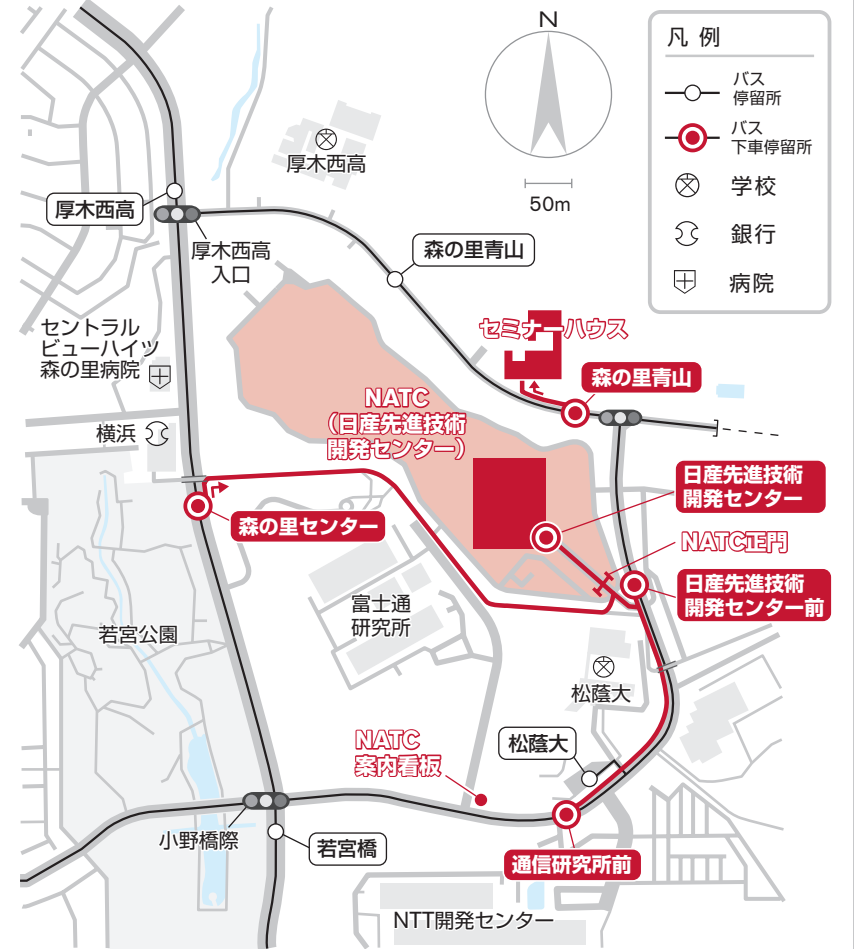 N
50m
凡 例
バス
停留所
バス
下車停留所
学校
銀行
病院
厚木西高
厚木西高
厚木西高
入口
森の里青山
セミナーハウス
森の里青山
セントラル
ビューハイツ
森の里病院
NATC
(日産先進技術
開発センター)
横浜
日産先進技術
開発センター
森の里センター
NATC正門
日産先進技術
開発センター前
富士通
研究所
若宮公園
松蔭大
NATC
案内看板
松蔭大
小野橋際
若宮橋
通信研究所前
NTT開発センター